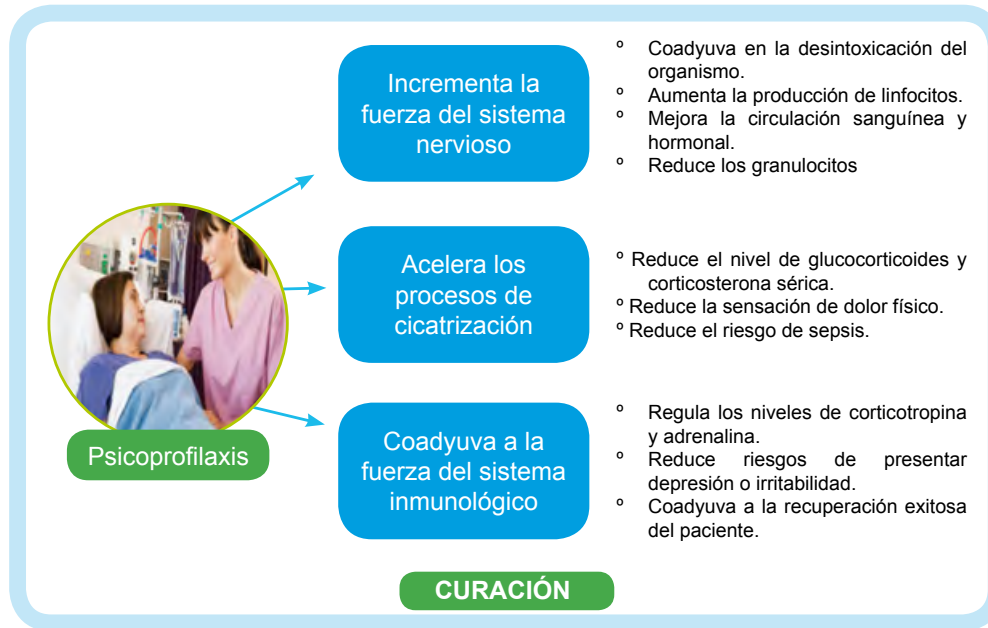 Incrementa la
fuerza del sistema
nervioso
º Coadyuva en la desintoxicación del
organismo.
º Aumenta la producción de linfocitos.
º Mejora la circulación sanguínea y
hormonal.
º Reduce los granulocitos
Acelera los
procesos de
cicatrización
º Reduce el nivel de glucocorticoides y
corticosterona sérica.
º Reduce la sensación de dolor físico.
º Reduce el riesgo de sepsis.
Psicoprofilaxis
Coadyuva a la
fuerza del sistema
inmunológico
º Regula los niveles de corticotropina
y adrenalina.
º Reduce riesgos de presentar
depresión o irritabilidad.
º Coadyuva a la recuperación exitosa
del paciente.
CURACIÓN